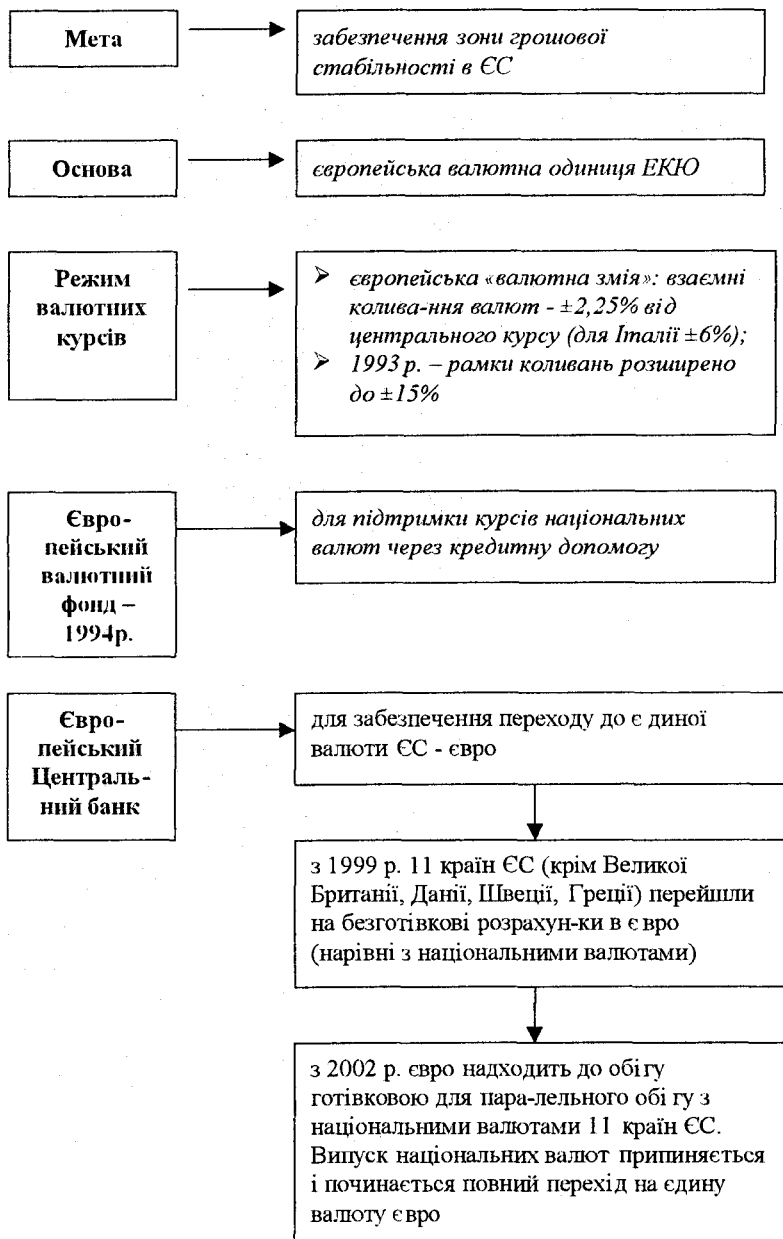 Мета
забезпечення зони грошової
стабільності в ЄС
Основа
європейська валютна одиниця ЕКЮ
Режим
валютних
курсів
➢ європейська «валютна змія»: взаємні
колива-ння валют - ±2,25% від
центрального курсу (для Італії ±6%);
➢ 1993 р. – рамки коливань розширено
до ±15%
Євро-
пейський
валютний
фонд –
1994р.
для підтримки курсів національних
валют через кредитну допомогу
Євро-
пейський
Централь-
ний банк
для забезпечення переходу до є диної
валюти ЄС - євро
з 1999 р. 11 країн ЄС (крім Великої
Британії, Данії, Швеції, Греції) перейшли
на безготівкові розрахун-ки в євро
(нарівні з національними валютами)
з 2002 р. євро надходить до обігу
готівковою для пара-лельного обі гу з
національними валютами 11 країн ЄС.
Випуск національних валют припиняється
і починається повний перехід на єдину
валюту євро